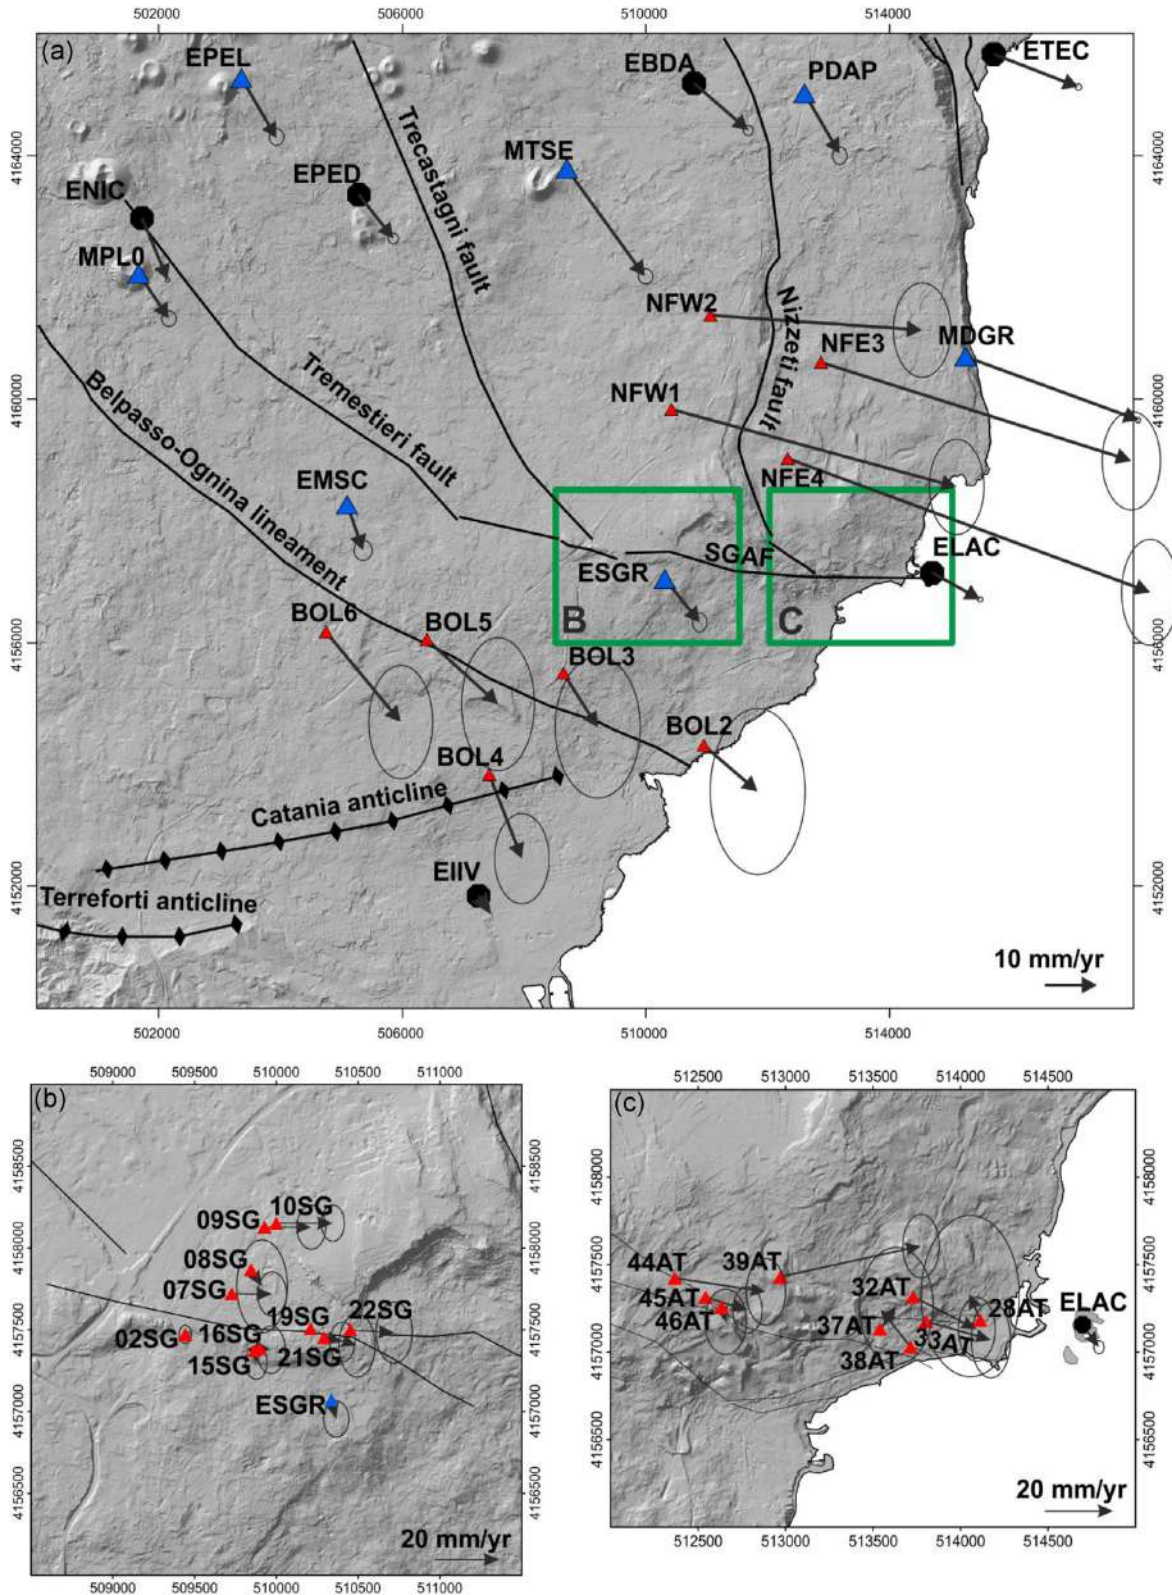 502000 506000 510000 514000
(a)
EPEL
EBDA
PDAP
ETEC
4164000
4164000
Trecastagni fault
MTSE
ENIC
EPED
MPL0
NFW2
NFE3
MDGR
Nizzeti fault
4160000
4160000
NFW1
Tremestieri fault
Belpasso-Ognina lineament
NFE4
EMSC
SGAF
ELAC
ESGR
B
C
BOL6
BOL5
4156000
4156000
BOL3
BOL2
BOL4
Catania anticline
EIIV
4152000
4152000
Terreforti anticline
10 mm/yr
502000 506000 510000 514000
509000 509500 510000 510500 511000
(b)
4158500
4158500
10SG
09SG
08SG
4158000
4158000
07SG
19SG
22SG
02SG
16SG
4157500
4157500
15SG
21SG
ESGR
4157000
4157000
4156500
4156500
20 mm/yr
509000 509500 510000 510500 511000
512500 513000 513500 514000 514500
(c)
4158000
4158000
44AT
39AT
4157500
4157500
45AT
32AT
28AT
ELAC
46AT
37AT
33AT
38AT
4157000
4157000
4156500
4156500
20 mm/yr
512500 513000 513500 514000 514500